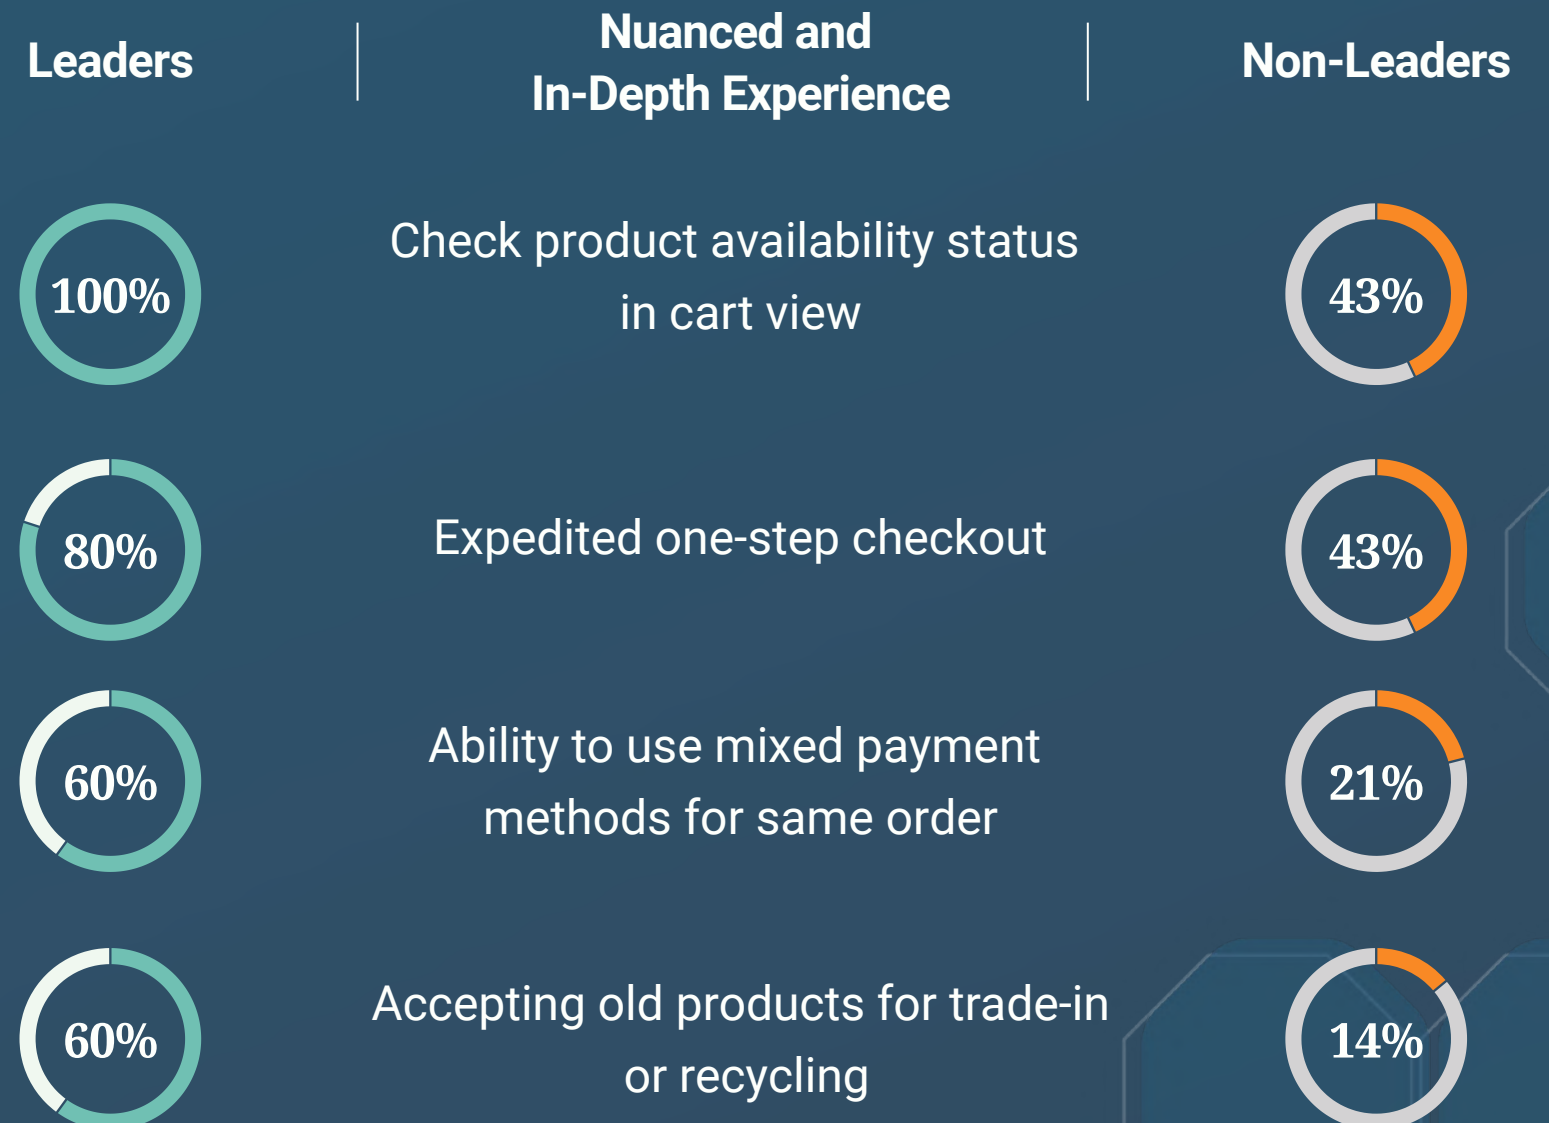 Leaders
Nuanced and
In-Depth Experience
Non-Leaders
100%
Check product availability status
in cart view
43%
80%
Expedited one-step checkout
43%
60%
Ability to use mixed payment
methods for same order
21%
60%
Accepting old products for trade-in
or recycling
14%